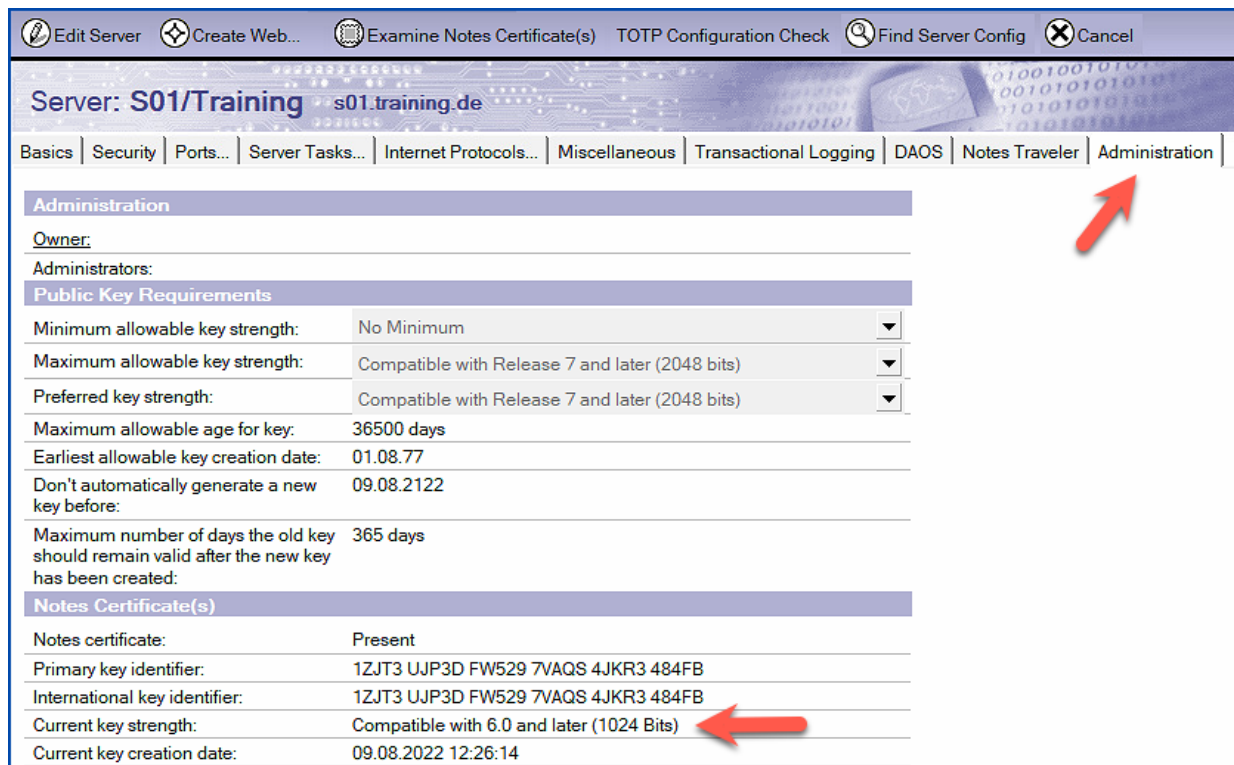 Edit Server Create Web... Examine Notes Certificate(s) TOTP Configuration Check Find Server Config Cancel
Server: S01/Training s01.training.de
Basics Security Ports... Server Tasks... Internet Protocols... Miscellaneous Transactional Logging DAOS Notes Traveler Administration
Administration
Owner:
Administrators:
Public Key Requirements
Minimum allowable key strength: No Minimum
Maximum allowable key strength: Compatible with Release 7 and later (2048 bits)
Preferred key strength: Compatible with Release 7 and later (2048 bits)
Maximum allowable age for key: 36500 days
Earliest allowable key creation date: 01.08.77
Don't automatically generate a new 09.08.2122
key before:
Maximum number of days the old key 365 days
should remain valid after the new key
has been created:
Notes Certificate(s)
Notes certificate: Present
Primary key identifier: 1ZJT3 UJP3D FW529 7VAQS 4JKR3 484FB
International key identifier: 1ZJT3 UJP3D FW529 7VAQS 4JKR3 484FB
Current key strength: Compatible with 6.0 and later (1024 Bits)
Current key creation date: 09.08.2022 12:26:14